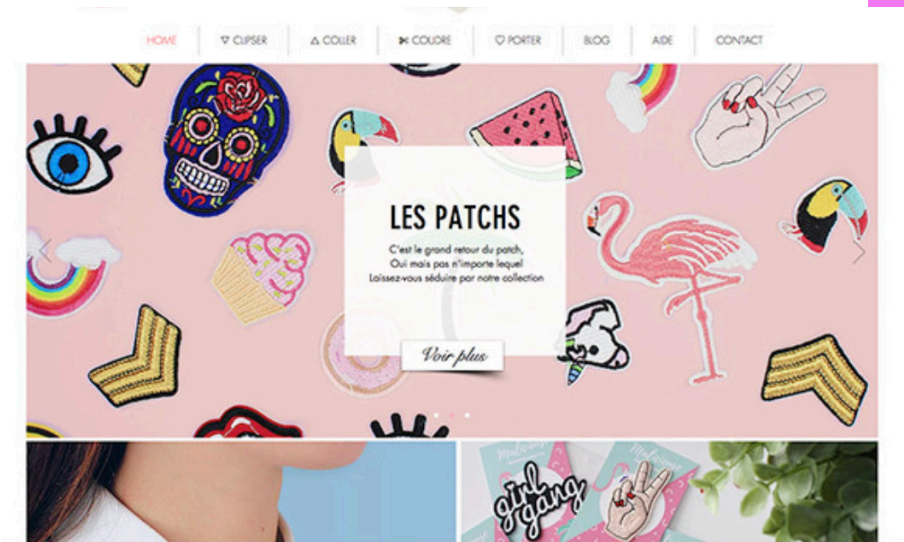 HOME
CLIPSER
COLLER
COUDRE
PORTER
BLOG
AIDE
CONTACT
LES PATCHS
C'est le grand retour du patch,
Oui mais pas n'importe lequel
Laissez-vous séduire par notre collection
Voir plus
girl
gang